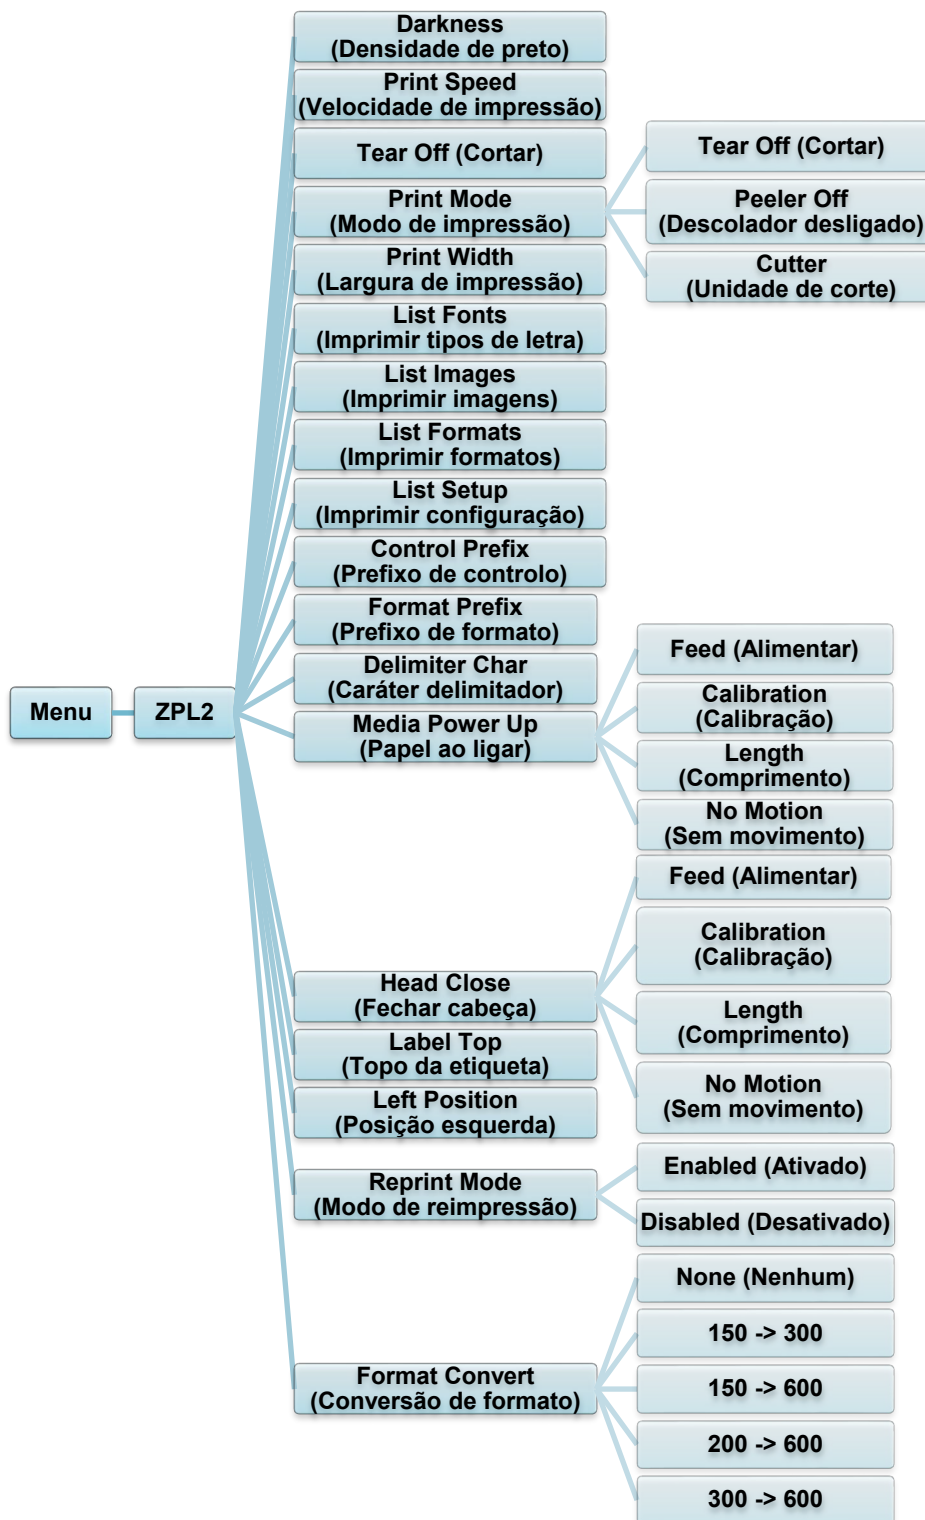 Menu
ZPL2
Darkness
(Densidade de preto)
Print Speed
(Velocidade de impressão)
Tear Off (Cortar)
Print Mode
(Modo de impressão)
Tear Off (Cortar)
Peeler Off
(Descolador desligado)
Cutter
(Unidade de corte)
Print Width
(Largura de impressão)
List Fonts
(Imprimir tipos de letra)
List Images
(Imprimir imagens)
List Formats
(Imprimir formatos)
List Setup
(Imprimir configuração)
Control Prefix
(Prefixo de controlo)
Format Prefix
(Prefixo de formato)
Delimiter Char
(Caráter delimitador)
Media Power Up
(Papel ao ligar)
Feed (Alimentar)
Calibration
(Calibração)
Length
(Comprimento)
No Motion
(Sem movimento)
Head Close
(Fechar cabeça)
Feed (Alimentar)
Calibration
(Calibração)
Length
(Comprimento)
No Motion
(Sem movimento)
Label Top
(Topo da etiqueta)
Left Position
(Posição esquerda)
Reprint Mode
(Modo de reimpressão)
Enabled (Ativado)
Disabled (Desativado)
Format Convert
(Conversão de formato)
None (Nenhum)
150 -> 300
150 -> 600
200 -> 600
300 -> 600